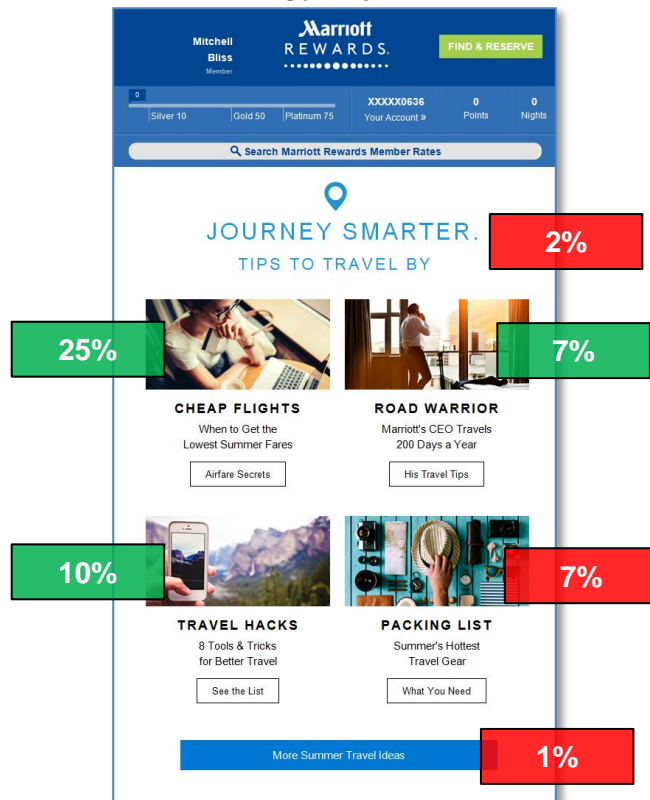 Mitchell
Bliss
Member
Marriott
REWARDS.
FIND & RESERVE
0
Silver 10
Gold 50
Platinum 75
XXXXX0636
Your Account »
0
Points
0
Nights
Search Marriott Rewards Member Rates
JOURNEY SMARTER.
2%
TIPS TO TRAVEL BY
25%
7%
CHEAP FLIGHTS
When to Get the
Lowest Summer Fares
Airfare Secrets
ROAD WARRIOR
Marriott's CEO Travels
200 Days a Year
His Travel Tips
10%
7%
TRAVEL HACKS
8 Tools & Tricks
for Better Travel
See the List
PACKING LIST
Summer's Hottest
Travel Gear
What You Need
More Summer Travel Ideas
1%